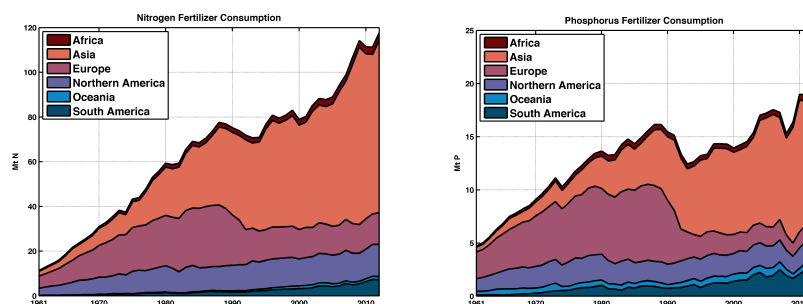 Nitrogen Fertilizer Consumption
120
100
80
60
40
20
0
Mt N
Africa
Asia
Europe
Northern America
Oceania
South America
1961
1970
1980
1990
2000
2010
Phosphorus Fertilizer Consumption
25
20
15
10
5
0
Mt P
Africa
Asia
Europe
Northern America
Oceania
South America
1961
1970
1980
1990
2000